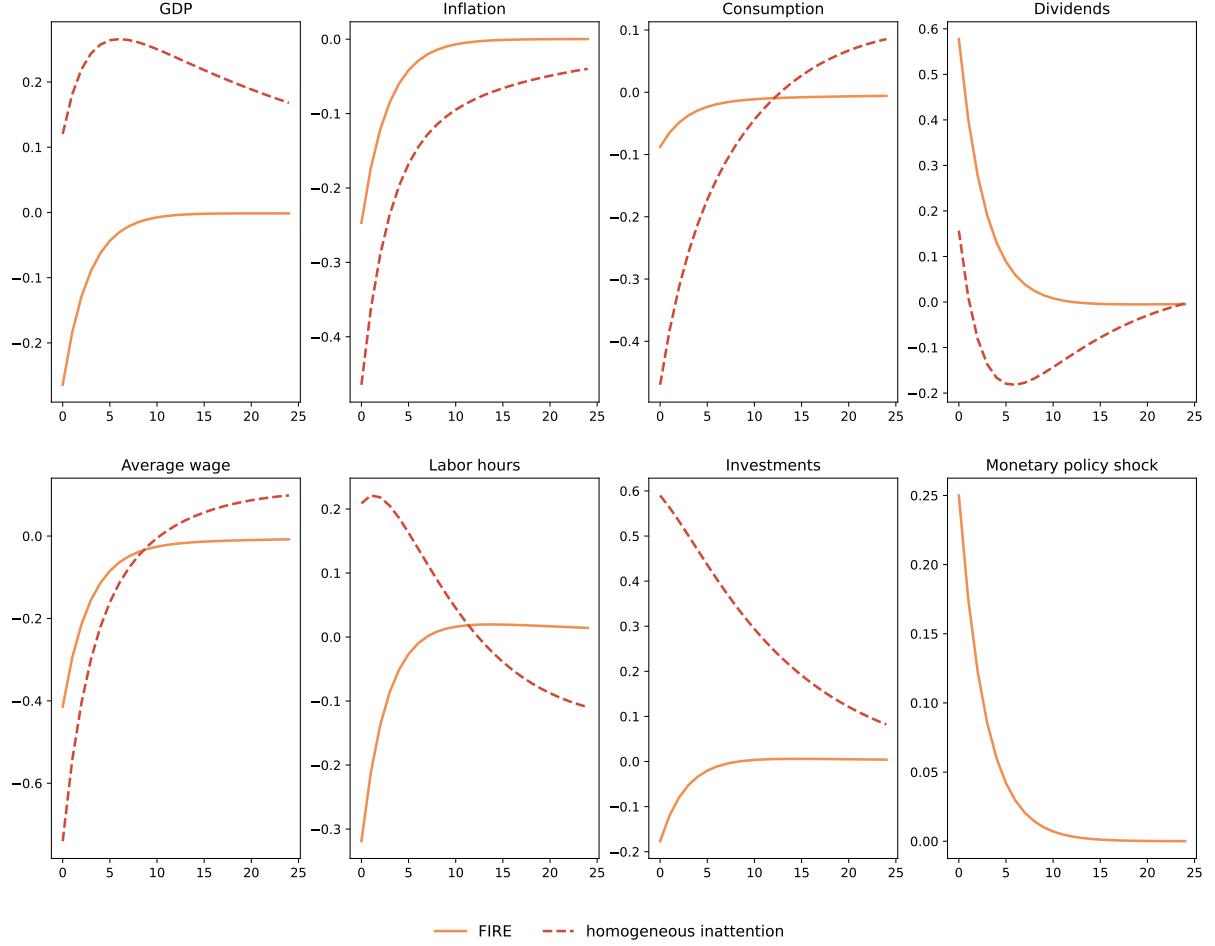 GDP
0.2
0.1
0.0
−0.1
−0.2
0 5 10 15 20 25
Inflation
0.0
−0.1
−0.2
−0.3
−0.4
0 5 10 15 20 25
Consumption
0.1
0.0
−0.1
−0.2
−0.3
−0.4
0 5 10 15 20 25
Dividends
0.6
0.5
0.4
0.3
0.2
0.1
0.0
−0.1
−0.2
0 5 10 15 20 25
Average wage
0.0
−0.2
−0.4
−0.6
0 5 10 15 20 25
Labor hours
0.2
0.1
0.0
−0.1
−0.2
−0.3
0 5 10 15 20 25
Investments
0.6
0.5
0.4
0.3
0.2
0.1
0.0
−0.1
−0.2
0 5 10 15 20 25
Monetary policy shock
0.25
0.20
0.15
0.10
0.05
0.00
0 5 10 15 20 25
FIRE homogeneous inattention